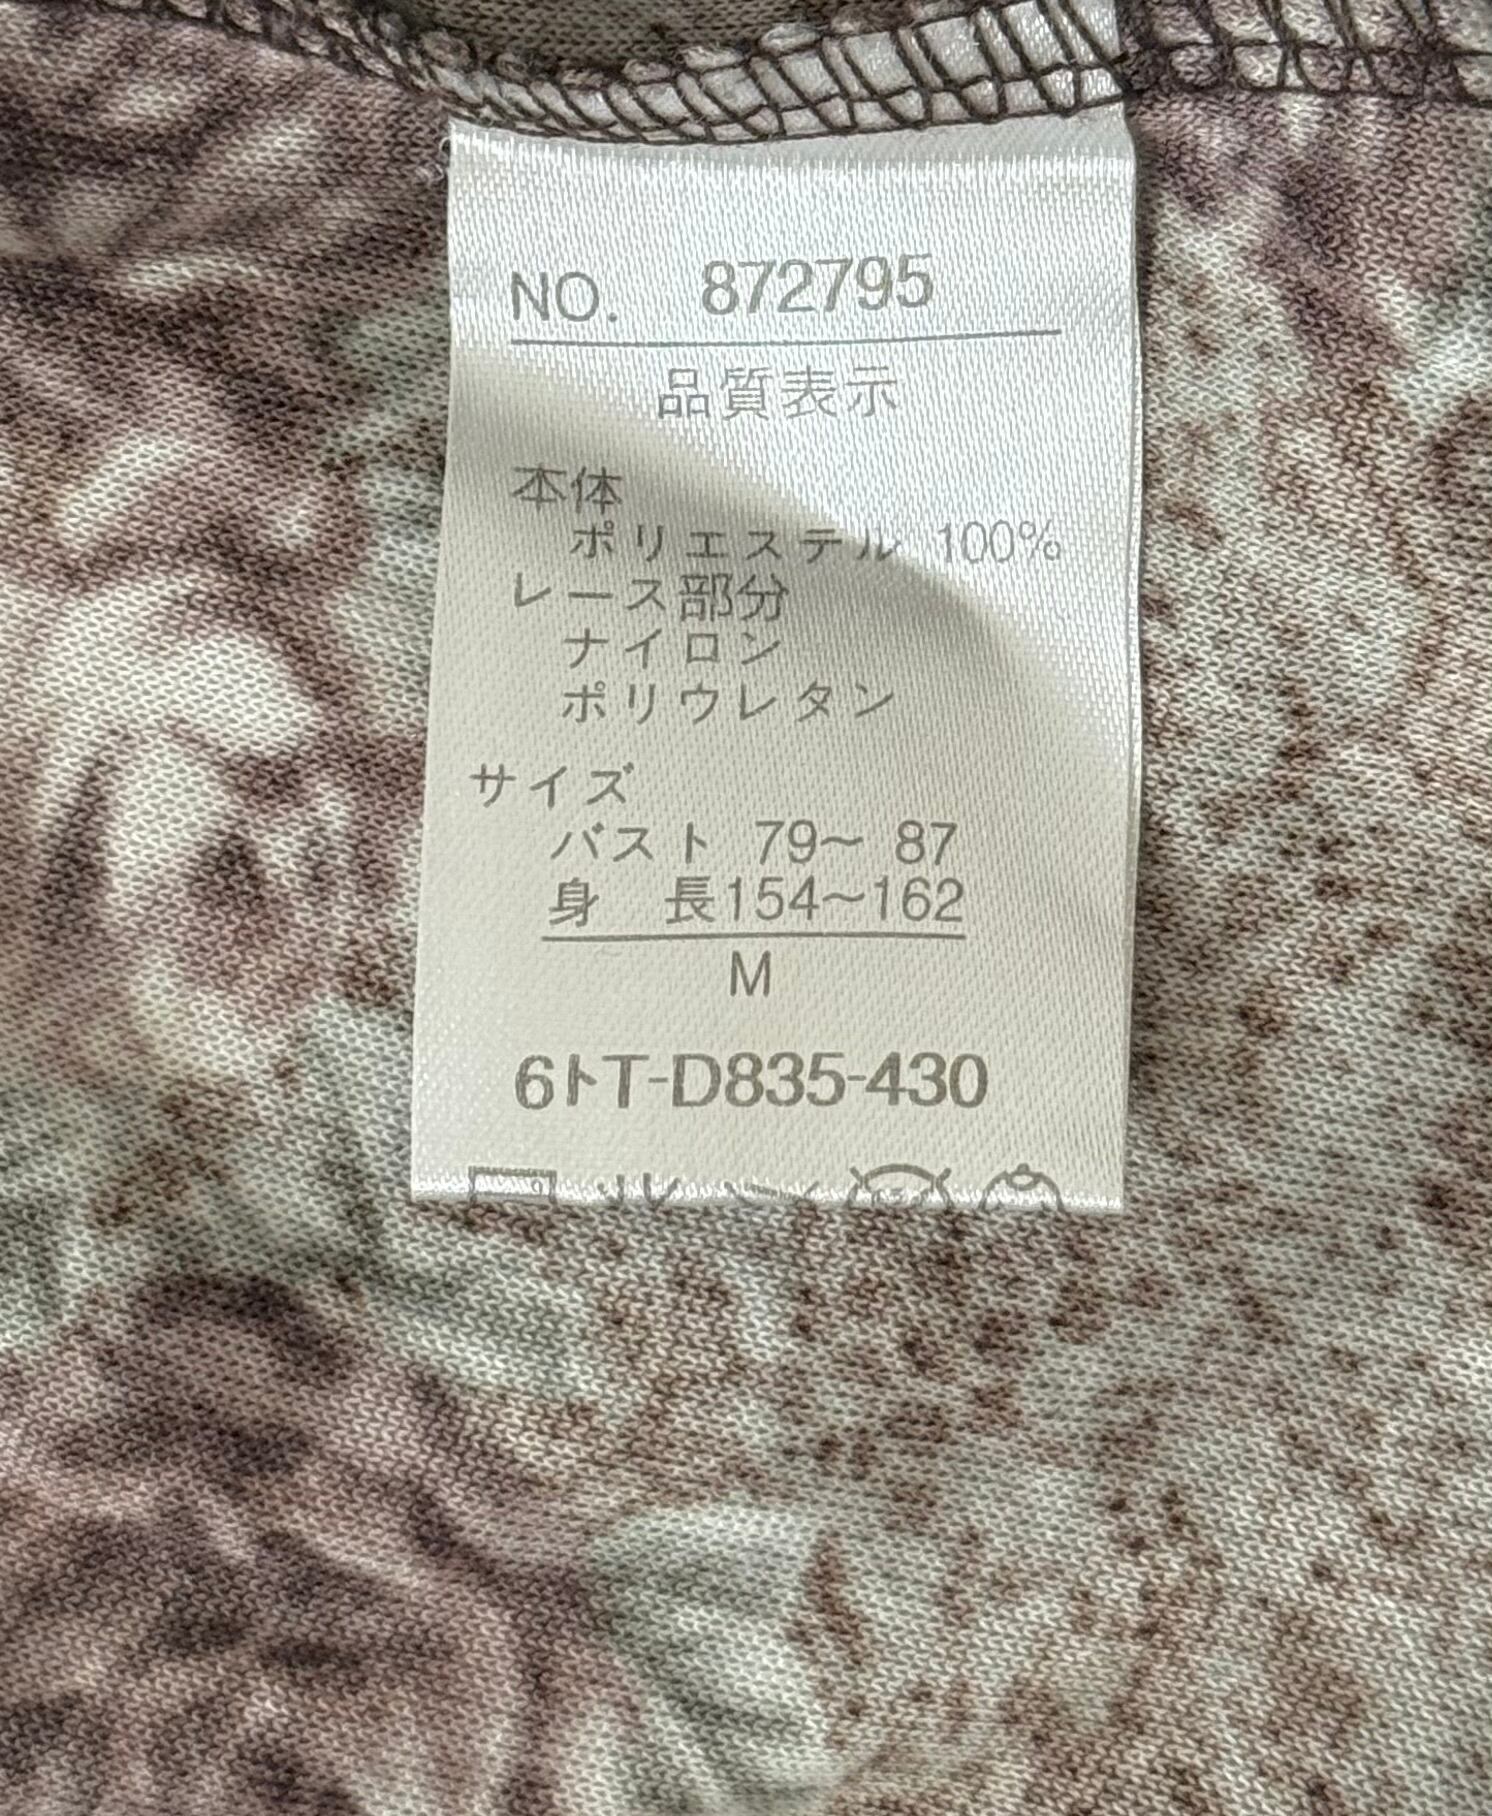 NO. 872795
品質表示
本体
ポリエステル 100%
レース部分
ナイロン
ポリウレタン
サイズ
バスト 79~ 87
身 長154~162
M
6トT-D835-430